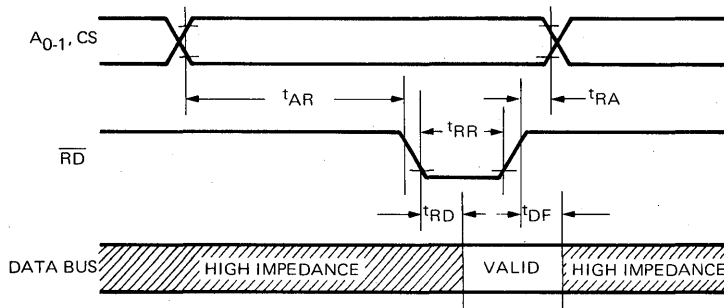 A0-1, CS
tAR
tRA
RD
tRR
tRD
tDF
DATA BUS
HIGH IMPEDANCE
VALID
HIGH IMPEDANCE